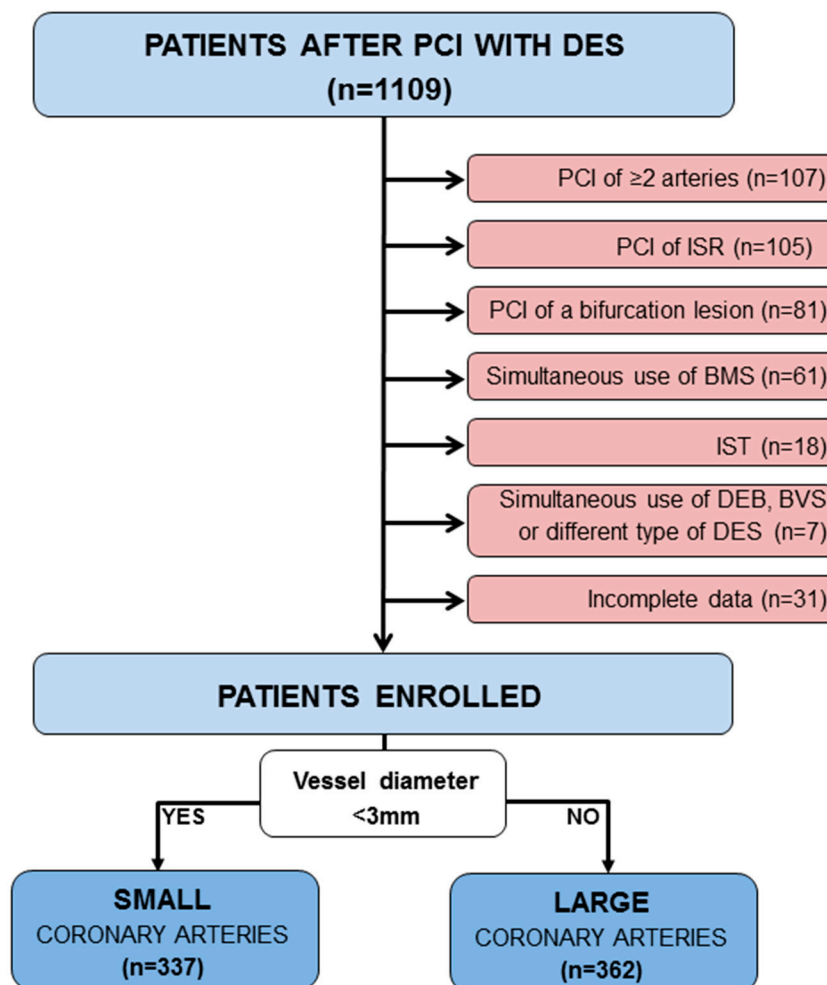 PATIENTS AFTER PCI WITH DES
(n=1109)
PCI of ≥2 arteries (n=107)
PCI of ISR (n=105)
PCI of a bifurcation lesion (n=81)
Simultaneous use of BMS (n=61)
IST (n=18)
Simultaneous use of DEB, BVS
or different type of DES (n=7)
Incomplete data (n=31)
PATIENTS ENROLLED
Vessel diameter
<3mm
YES
NO
SMALL
CORONARY ARTERIES
(n=337)
LARGE
CORONARY ARTERIES
(n=362)